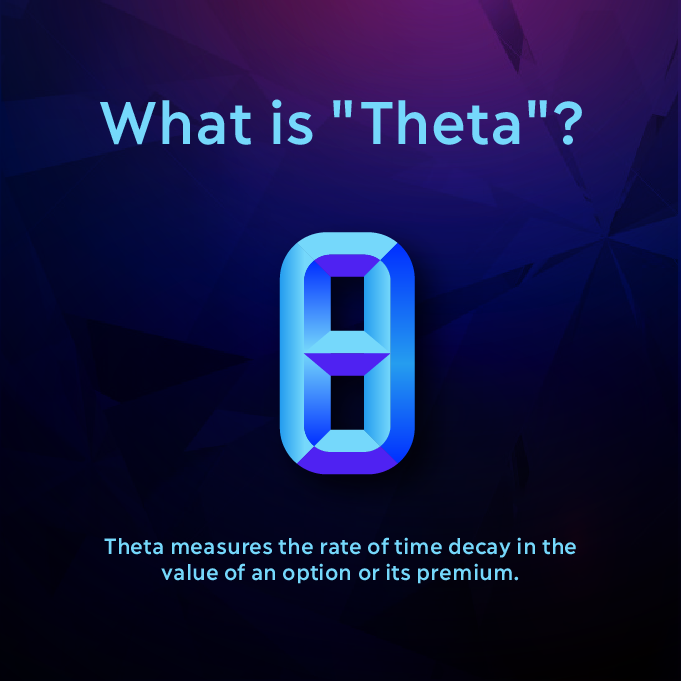 What is "Theta"?
θ
Theta measures the rate of time decay in the
value of an option or its premium.